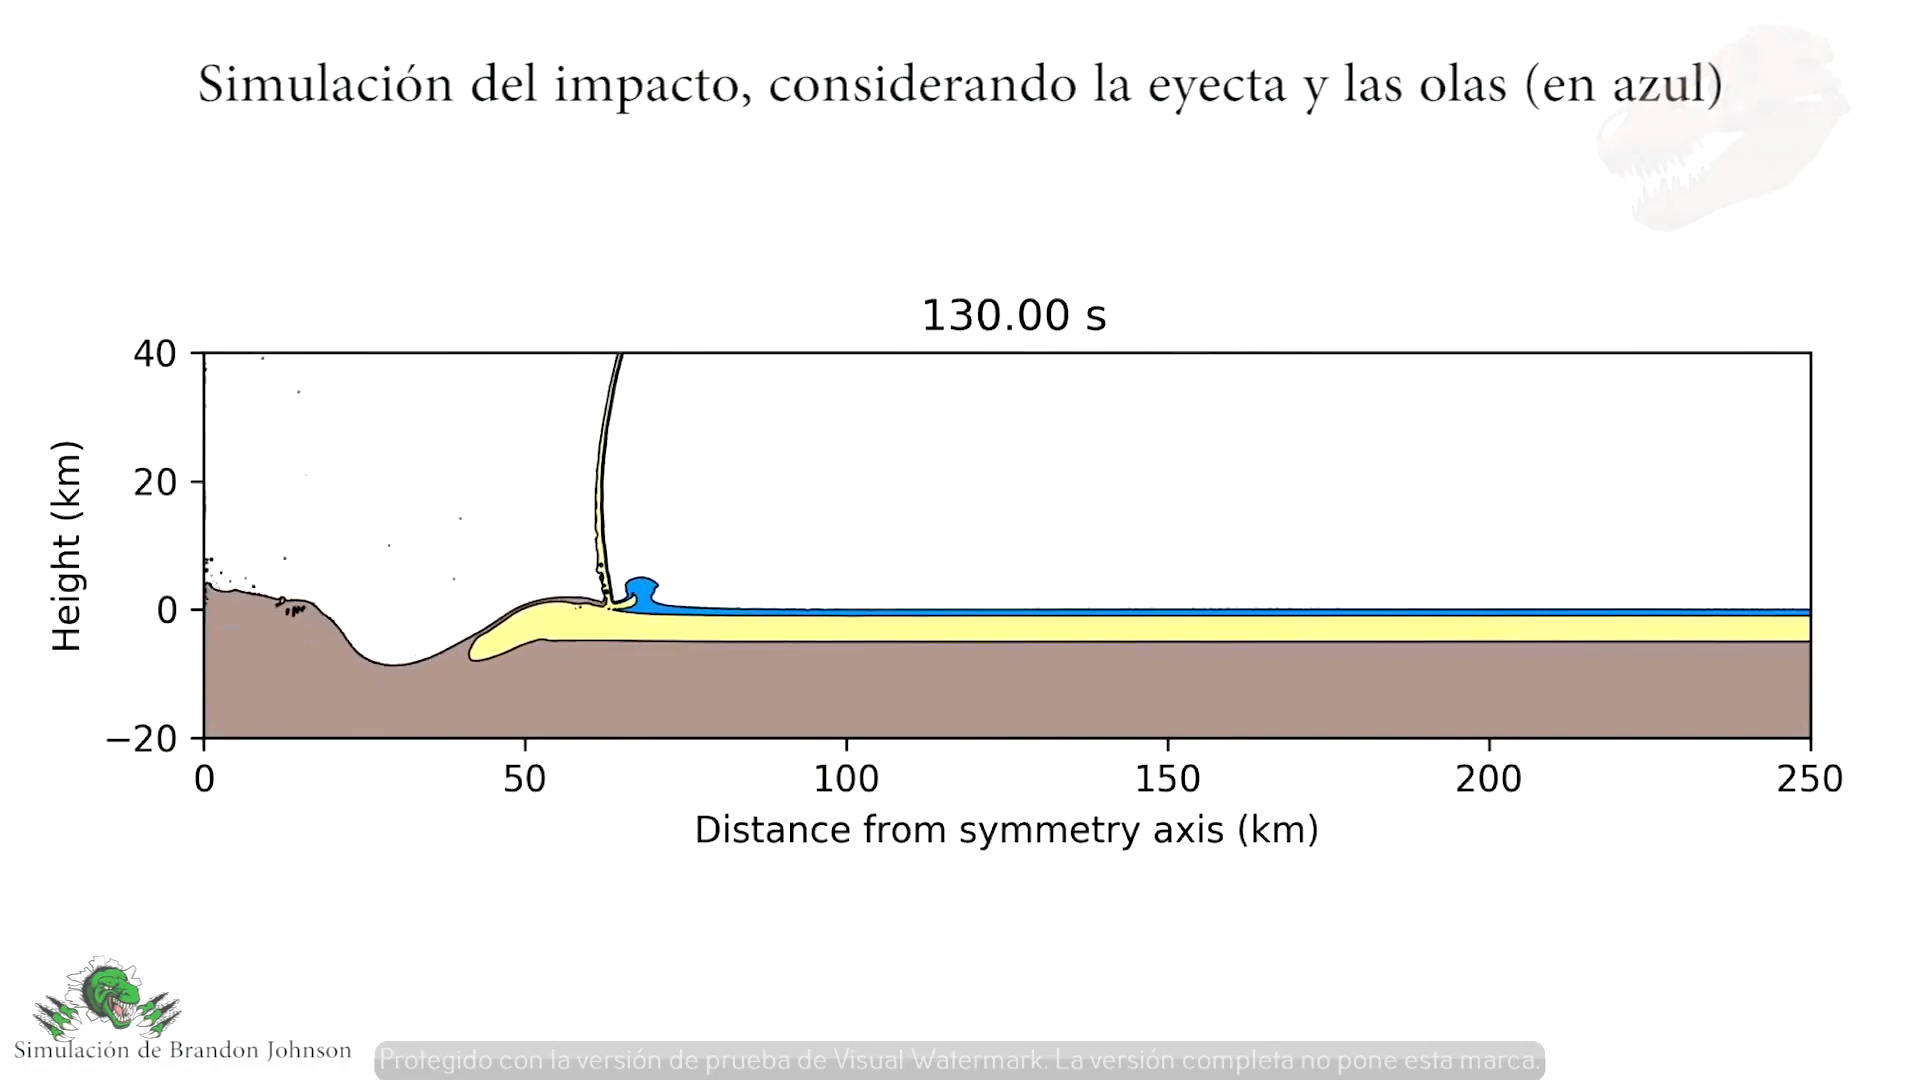 Simulación del impacto, considerando la eyecta y las olas (en azul)
130.00 s
40
20
0
−20
Height (km)
0 50 100 150 200 250
Distance from symmetry axis (km)
Simulación de Brandon Johnson
Protegido con la versión de prueba de Visual Watermark. La versión completa no pone esta marca.